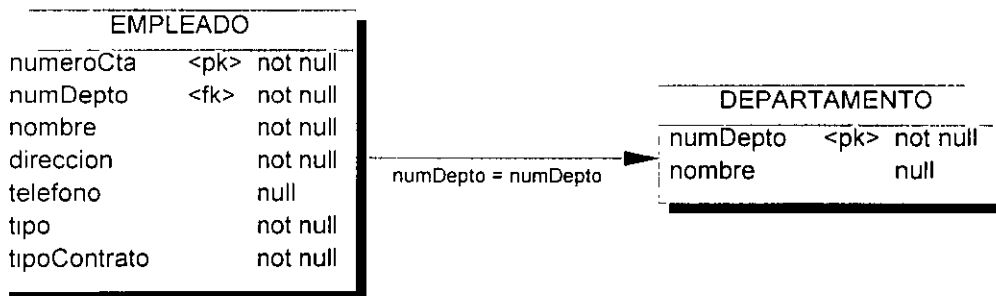 EMPLEADO
numeroCta <pk> not null
numDepto <fk> not null
nombre not null
direccion not null
telefono null
tipo not null
tipoContrato not null
numDepto = numDepto
DEPARTAMENTO
numDepto <pk> not null
nombre null